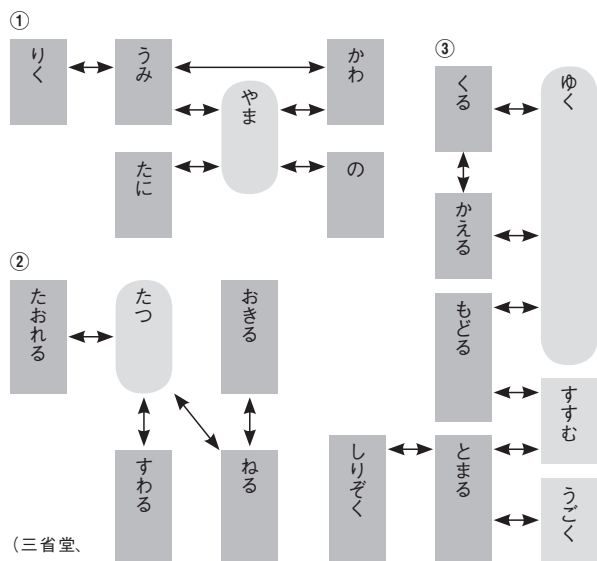 ①
りく
うみ
かわ
やま
たに
の
②
たおれる
たつ
おきる
すわる
ねる
③
くる
ゆく
かえる
もどる
すすむ
しりぞく
とまる
うごく
(三省堂、